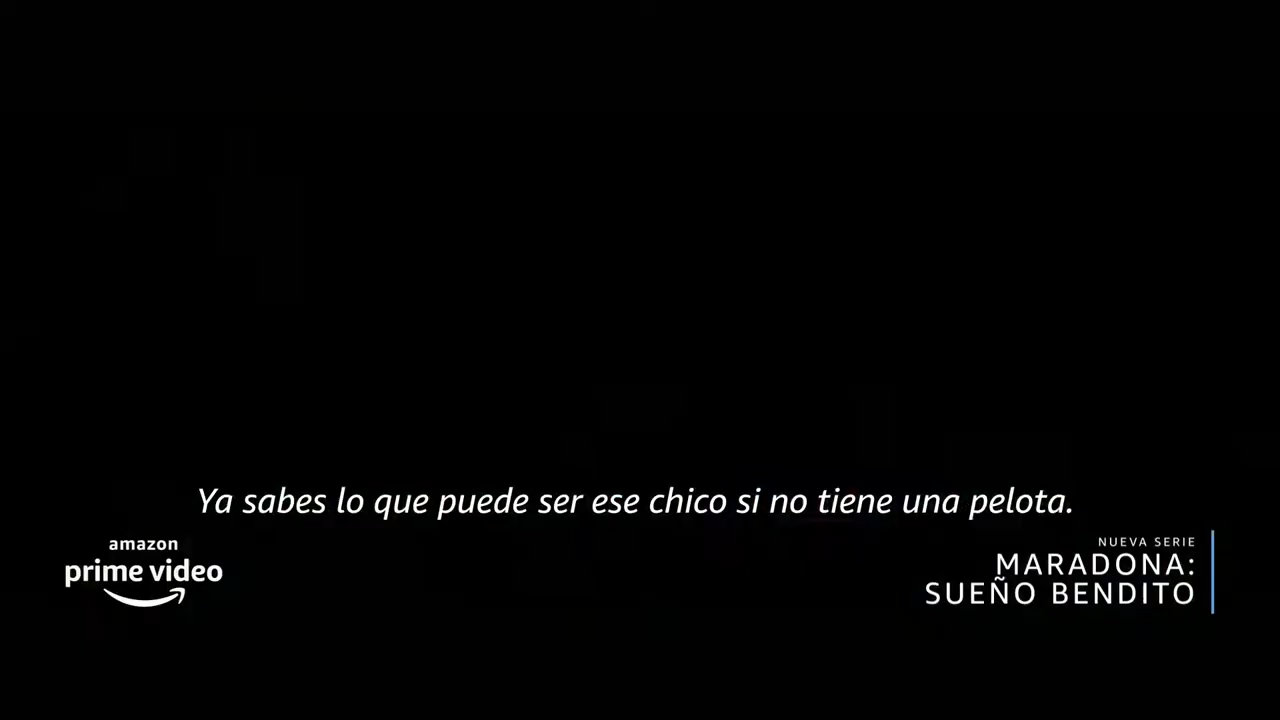 Ya sabes lo que puede ser ese chico si no tiene una pelota.
amazon
prime video
NUEVA SERIE
MARADONA:
SUEÑO BENDITO